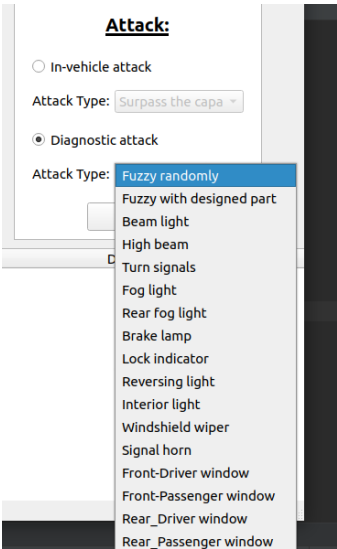 Attack:
In-vehicle attack
Attack Type: Surpass the capa
Diagnostic attack
Attack Type:
Fuzzy randomly
Fuzzy with designed part
Beam light
High beam
D
Turn signals
Fog light
Rear fog light
Brake lamp
Lock indicator
Reversing light
Interior light
Windshield wiper
Signal horn
Front-Driver window
Front-Passenger window
Rear_Driver window
Rear_Passenger window